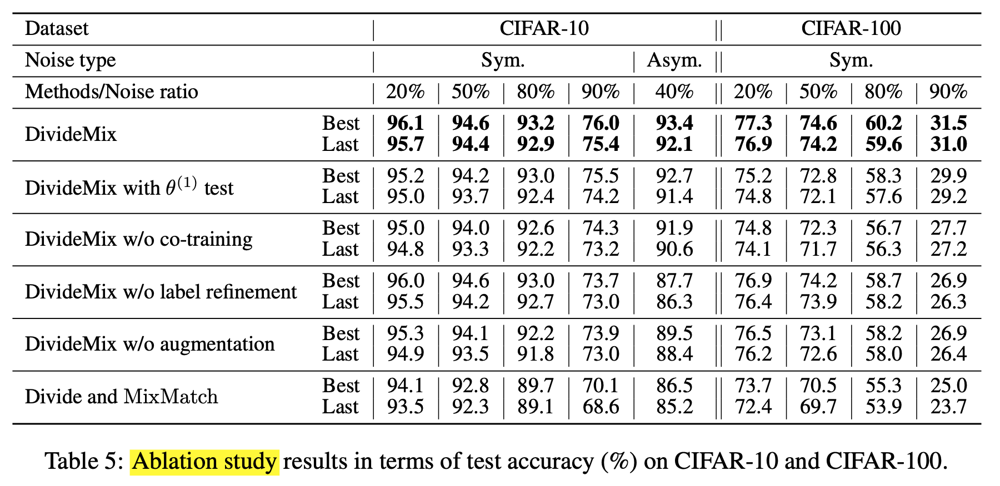 Dataset | CIFAR-10 || CIFAR-100
Noise type | Sym. | Asym. || Sym.
Methods/Noise ratio | 20% | 50% | 80% | 90% | 40% || 20% | 50% | 80% | 90%
DivideMix Best | 96.1 | 94.6 | 93.2 | 76.0 | 93.4 || 77.3 | 74.6 | 60.2 | 31.5
Last | 95.7 | 94.4 | 92.9 | 75.4 | 92.1 || 76.9 | 74.2 | 59.6 | 31.0
DivideMix with θ(1) test Best | 95.2 | 94.2 | 93.0 | 75.5 | 92.7 || 75.2 | 72.8 | 58.3 | 29.9
Last | 95.0 | 93.7 | 92.4 | 74.2 | 91.4 || 74.8 | 72.1 | 57.6 | 29.2
DivideMix w/o co-training Best | 95.0 | 94.0 | 92.6 | 74.3 | 91.9 || 74.8 | 72.3 | 56.7 | 27.7
Last | 94.8 | 93.3 | 92.2 | 73.2 | 90.6 || 74.1 | 71.7 | 56.3 | 27.2
DivideMix w/o label refinement Best | 96.0 | 94.6 | 93.0 | 73.7 | 87.7 || 76.9 | 74.2 | 58.7 | 26.9
Last | 95.5 | 94.2 | 92.7 | 73.0 | 86.3 || 76.4 | 73.9 | 58.2 | 26.3
DivideMix w/o augmentation Best | 95.3 | 94.1 | 92.2 | 73.9 | 89.5 || 76.5 | 73.1 | 58.2 | 26.9
Last | 94.9 | 93.5 | 91.8 | 73.0 | 88.4 || 76.2 | 72.6 | 58.0 | 26.4
Divide and MixMatch Best | 94.1 | 92.8 | 89.7 | 70.1 | 86.5 || 73.7 | 70.5 | 55.3 | 25.0
Last | 93.5 | 92.3 | 89.1 | 68.6 | 85.2 || 72.4 | 69.7 | 53.9 | 23.7
Table 5: Ablation study results in terms of test accuracy (%) on CIFAR-10 and CIFAR-100.